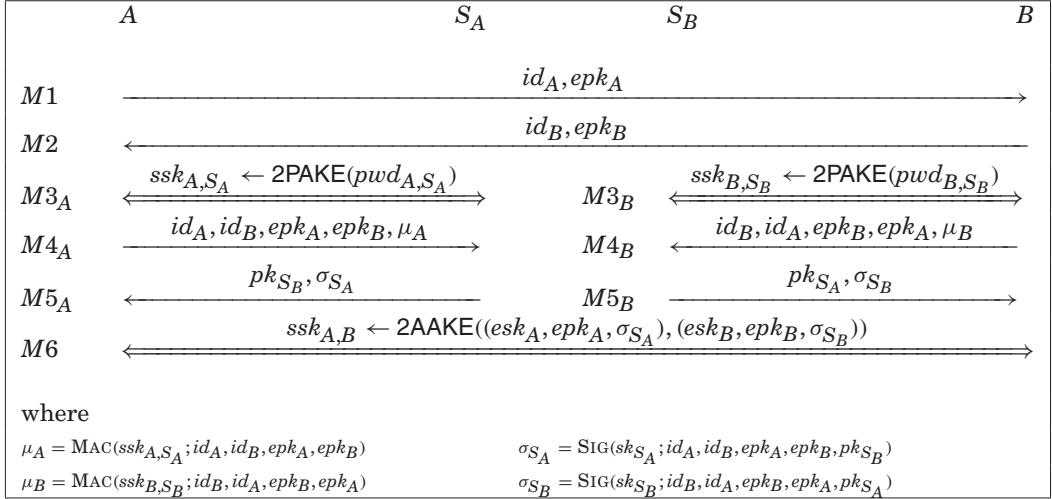 A S_A S_B B
id_A, epk_A
M1
id_B, epk_B
M2
ssk_{A,S_A} ← 2PAKE(pwd_{A,S_A}) ssk_{B,S_B} ← 2PAKE(pwd_{B,S_B})
M3_A M3_B
id_A, id_B, epk_A, epk_B, μ_A id_B, id_A, epk_B, epk_A, μ_B
M4_A M4_B
pk_{S_B}, σ_{S_A} pk_{S_A}, σ_{S_B}
M5_A M5_B
ssk_{A,B} ← 2AAKE((esk_A, epk_A, σ_{S_A}), (esk_B, epk_B, σ_{S_B}))
M6
where
μ_A = MAC(ssk_{A,S_A}; id_A, id_B, epk_A, epk_B) σ_{S_A} = SIG(sk_{S_A}; id_A, id_B, epk_A, epk_B, pk_{S_B})
μ_B = MAC(ssk_{B,S_B}; id_B, id_A, epk_B, epk_A) σ_{S_B} = SIG(sk_{S_B}; id_B, id_A, epk_B, epk_A, pk_{S_A})